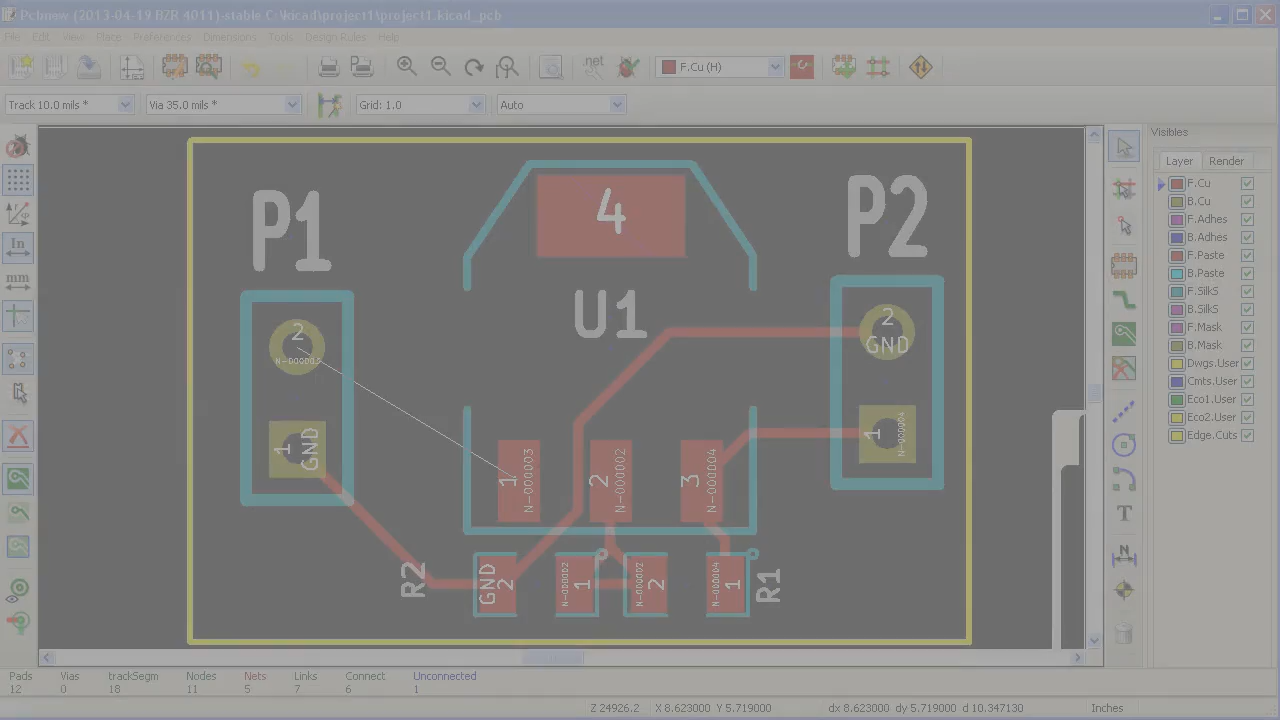 Pcbnew (2013-04-19 BZR 4011)-stable C:\kicad\project1\project1.kicad_pcb
File Edit View Place Preferences Dimensions Tools Design Rules Help
.net F.Cu (H)
Track 10.0 mils * Via 35.0 mils * Grid: 1.0 Auto
Visibles
Layer Render
F.Cu
B.Cu
F.Adhes
B.Adhes
F.Paste
B.Paste
F.SilkS
B.SilkS
F.Mask
B.Mask
Dwgs.User
Cmts.User
Eco1.User
Eco2.User
Edge.Cuts
In
mm
P1
4
P2
U1
2
N-000003
2
GND
1
GND
1
N-000003
2
N-000002
3
N-000004
1
N-000004
R2
GND
2
N-000002
1
N-000002
2
N-000004
1
R1
T
N
Pads Vias trackSegm Nodes Nets Links Connect Unconnected
12 0 18 11 5 7 6 1
Z 24926.2 X 8.623000 Y 5.719000 dx 8.623000 dy 5.719000 d 10.347130 Inches